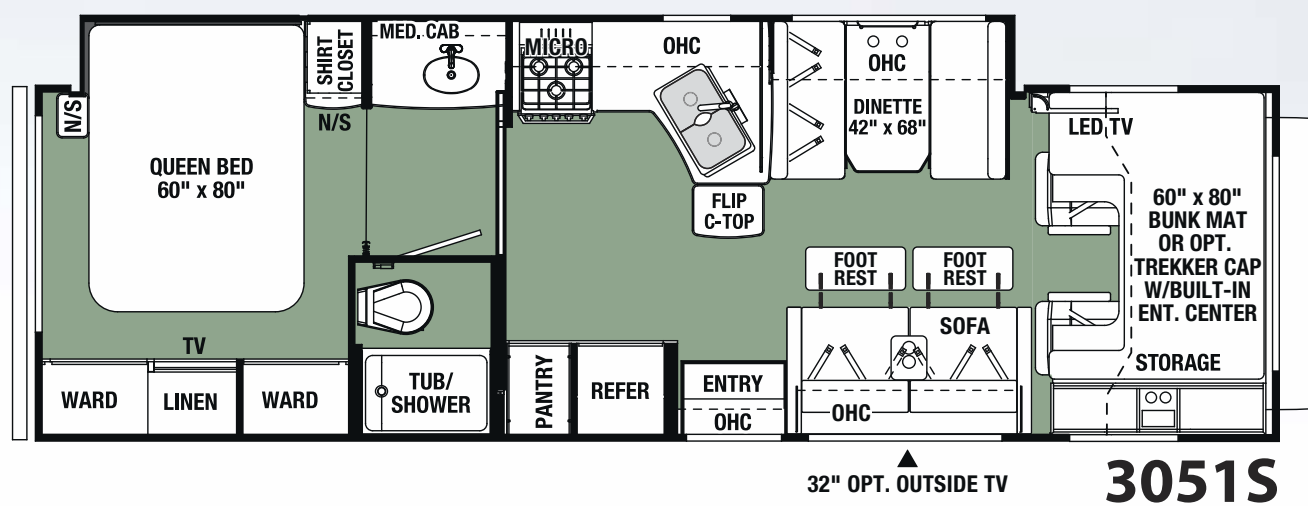 N/S
QUEEN BED
60" x 80"
SHIRT
CLOSET
N/S
MED. CAB
MICRO
OHC
FLIP
C-TOP
OHC
DINETTE
42" x 68"
LED TV
60" x 80"
BUNK MAT
OR OPT.
TREKKER CAP
W/BUILT-IN
ENT. CENTER
STORAGE
FOOT
REST
FOOT
REST
SOFA
OHC
TV
WARD
LINEN
WARD
TUB/
SHOWER
PANTRY
REFER
ENTRY
OHC
32" OPT. OUTSIDE TV
3051S